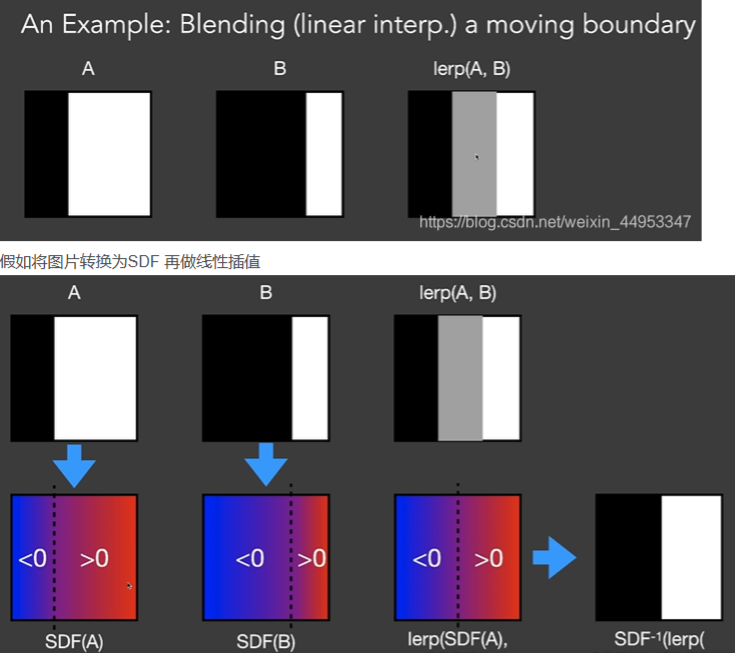 An Example: Blending (linear interp.) a moving boundary
A B lerp(A, B)
https://blog.csdn.net/weixin_44953347
假如将图片转换为SDF 再做线性插值
A B lerp(A, B)
<0 >0 <0 >0 <0 >0
SDF(A) SDF(B) lerp(SDF(A), SDF⁻¹(lerp(